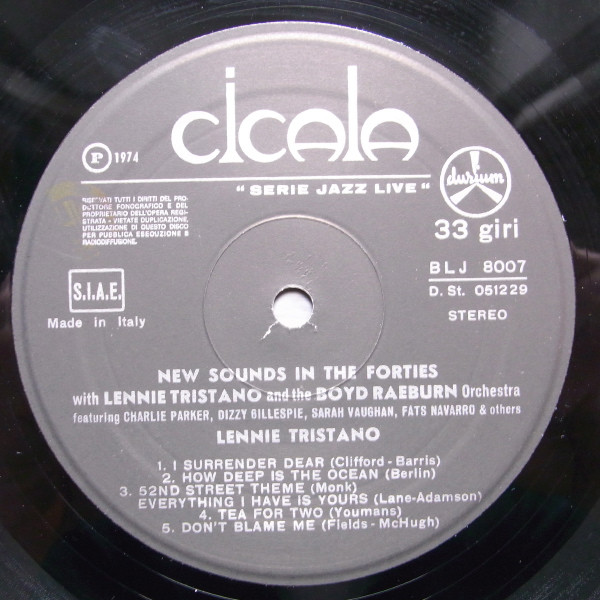 cicala
℗ 1974
"SERIE JAZZ LIVE"
durium
RISERVATI TUTTI I DIRITTI DEL PRO-
DUTTORE FONOGRAFICO E DEL
PROPRIETARIO DELL'OPERA REGI-
STRATA - VIETATE DUPLICAZIONE,
UTILIZZAZIONE DI QUESTO DISCO
PER PUBBLICA ESECUZIONE E
RADIODIFFUSIONE.
33 giri
BLJ 8007
D. St. 051229
STEREO
S.I.A.E.
Made in Italy
NEW SOUNDS IN THE FORTIES
with LENNIE TRISTANO and the BOYD RAEBURN Orchestra
featuring CHARLIE PARKER, DIZZY GILLESPIE, SARAH VAUGHAN, FATS NAVARRO & others
LENNIE TRISTANO
1. I SURRENDER DEAR (Clifford-Barris)
2. HOW DEEP IS THE OCEAN (Berlin)
3. 52ND STREET THEME (Monk)
EVERYTHING I HAVE IS YOURS (Lane-Adamson)
4. TEA FOR TWO (Youmans)
5. DON'T BLAME ME (Fields - McHugh)